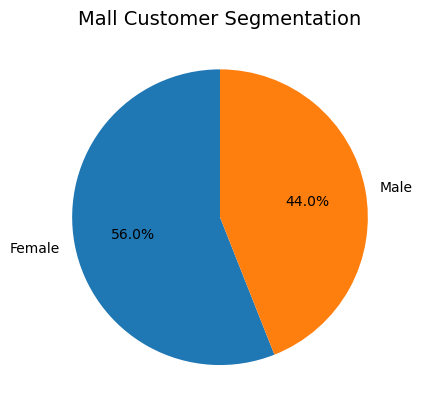 Mall Customer Segmentation
Male
44.0%
56.0%
Female